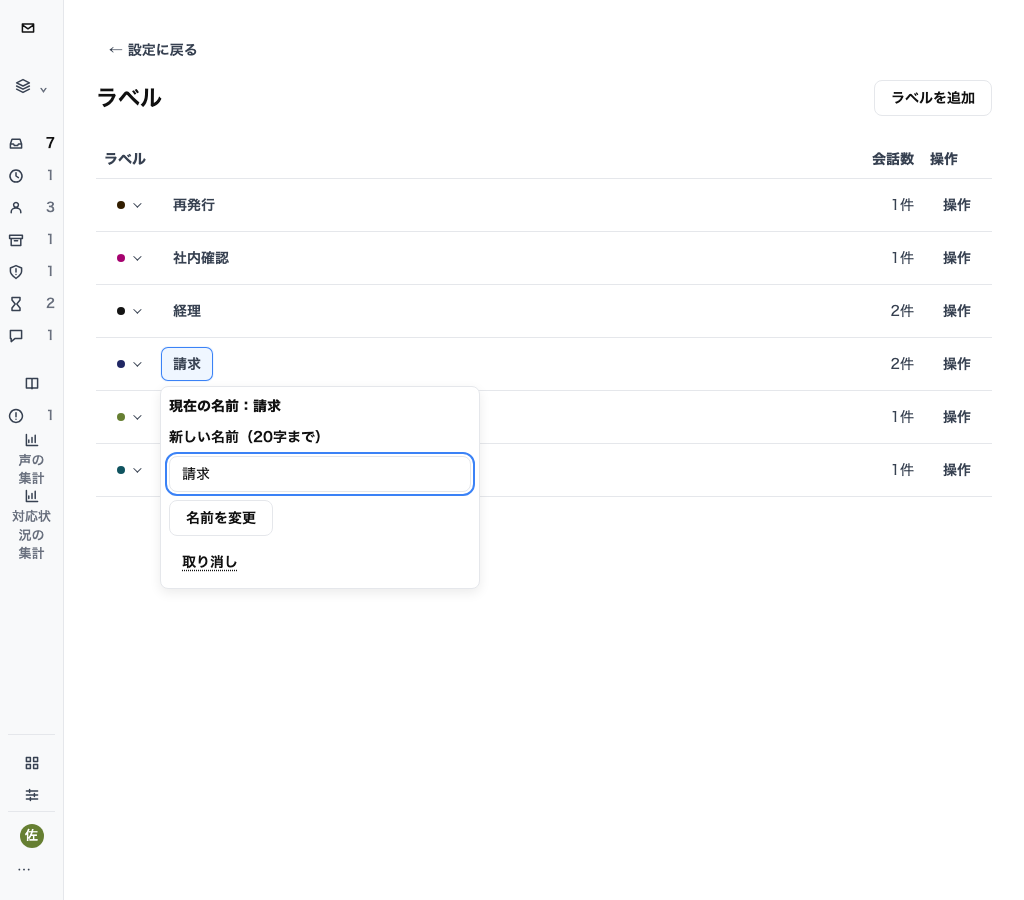 ← 設定に戻る
ラベル
ラベルを追加
ラベル 会話数 操作
再発行 1件 操作
社内確認 1件 操作
経理 2件 操作
請求 2件 操作
1件 操作
1件 操作
現在の名前：請求
新しい名前（20字まで）
請求
名前を変更
取り消し
7
1
3
1
1
2
1
1
声の
集計
対応状
況の
集計
佐
…